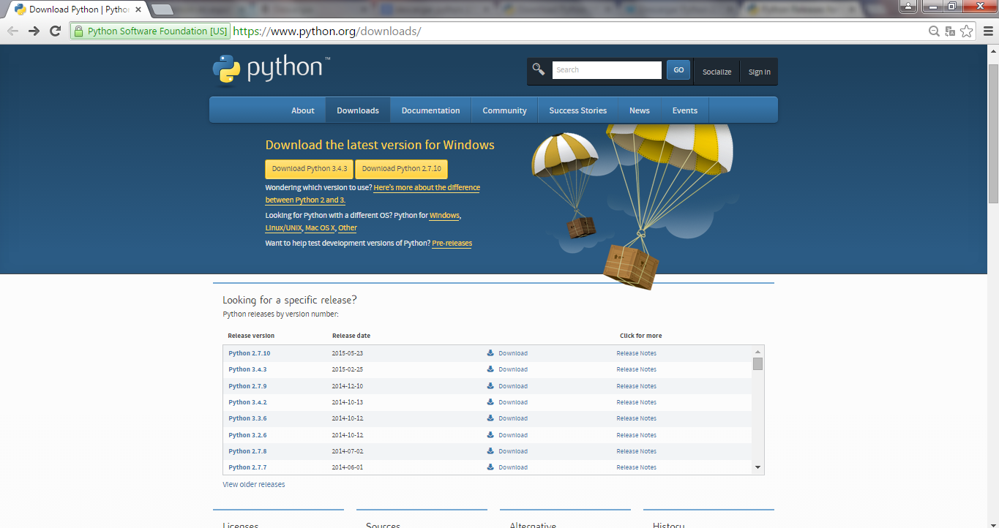 Download Python | Python
Python Software Foundation [US] https://www.python.org/downloads/
python™
Search GO Socialize Sign In
About Downloads Documentation Community Success Stories News Events
Download the latest version for Windows
Download Python 3.4.3 Download Python 2.7.10
Wondering which version to use? Here's more about the difference
between Python 2 and 3.
Looking for Python with a different OS? Python for Windows,
Linux/UNIX, Mac OS X, Other
Want to help test development versions of Python? Pre-releases
Looking for a specific release?
Python releases by version number:
Release version Release date Click for more
Python 2.7.10 2015-05-23 Download Release Notes
Python 3.4.3 2015-02-25 Download Release Notes
Python 2.7.9 2014-12-10 Download Release Notes
Python 3.4.2 2014-10-13 Download Release Notes
Python 3.3.6 2014-10-12 Download Release Notes
Python 3.2.6 2014-10-12 Download Release Notes
Python 2.7.8 2014-07-02 Download Release Notes
Python 2.7.7 2014-06-01 Download Release Notes
View older releases
Licenses Sources Alternative History